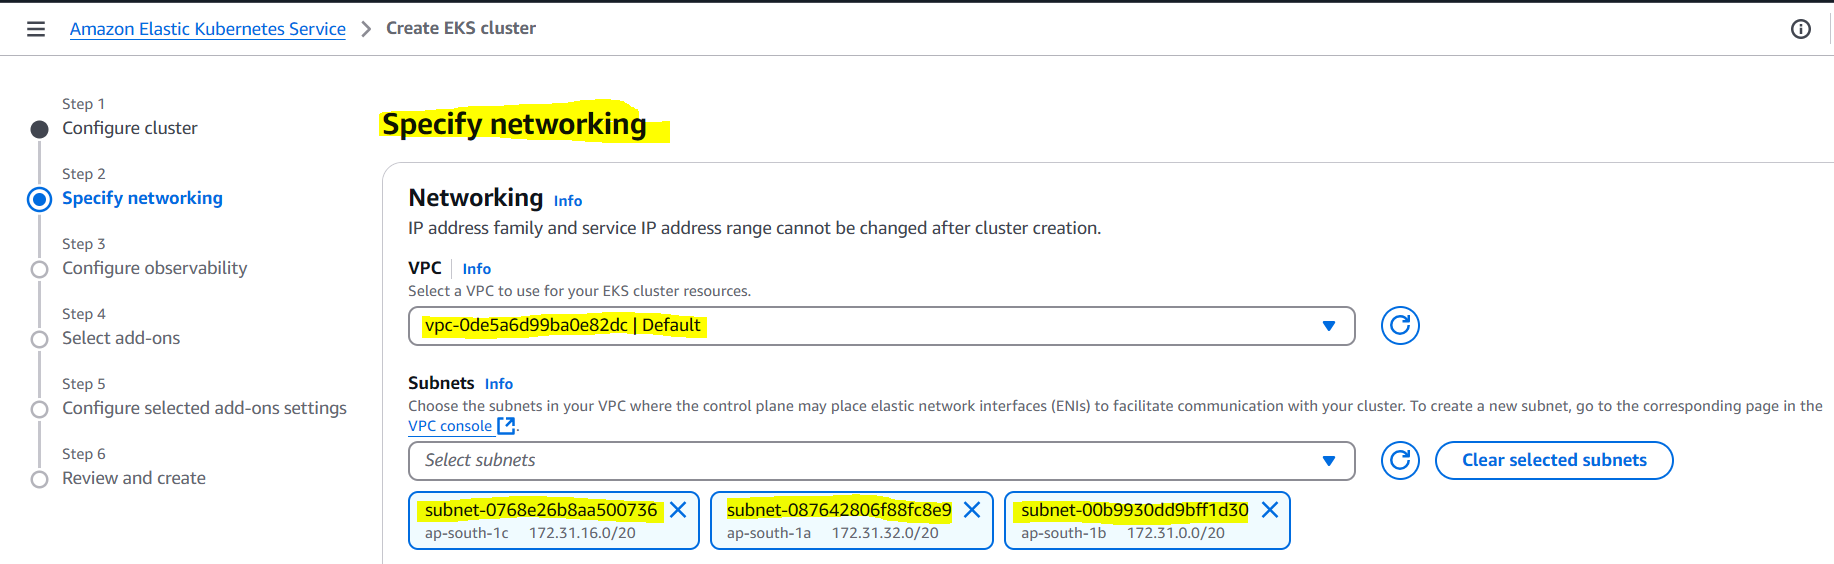 Amazon Elastic Kubernetes Service > Create EKS cluster
Step 1
Configure cluster
Step 2
Specify networking
Step 3
Configure observability
Step 4
Select add-ons
Step 5
Configure selected add-ons settings
Step 6
Review and create
Specify networking
Networking Info
IP address family and service IP address range cannot be changed after cluster creation.
VPC Info
Select a VPC to use for your EKS cluster resources.
vpc-0de5a6d99ba0e82dc | Default
Subnets Info
Choose the subnets in your VPC where the control plane may place elastic network interfaces (ENIs) to facilitate communication with your cluster. To create a new subnet, go to the corresponding page in the
VPC console.
Select subnets
Clear selected subnets
subnet-0768e26b8aa500736
ap-south-1c 172.31.16.0/20
subnet-087642806f88fc8e9
ap-south-1a 172.31.32.0/20
subnet-00b9930dd9bff1d30
ap-south-1b 172.31.0.0/20